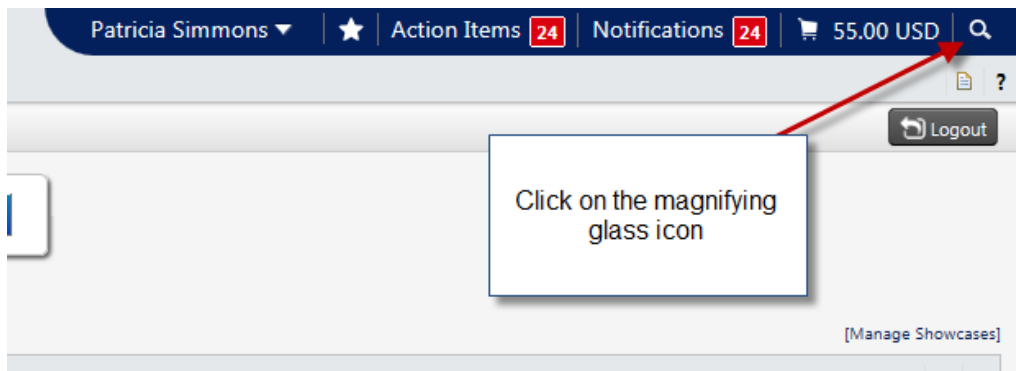 Patricia Simmons Action Items 24 Notifications 24 55.00 USD
?
Logout
Click on the magnifying
glass icon
[Manage Showcases]